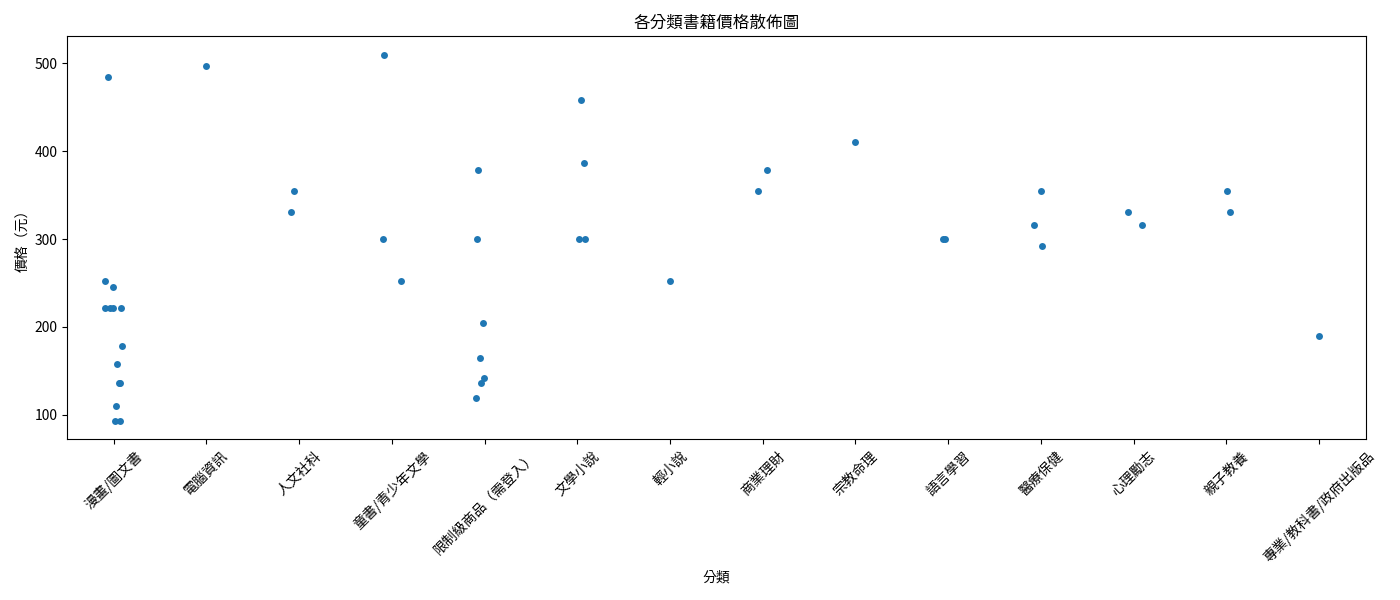 各分類書籍價格散佈圖
價格（元）
500
400
300
200
100
漫畫/圖文書
電腦資訊
人文社科
童書/青少年文學
限制級商品（需登入）
文學小說
輕小說
商業理財
宗教命理
語言學習
醫療保健
心理勵志
親子教養
專業/教科書/政府出版品
分類